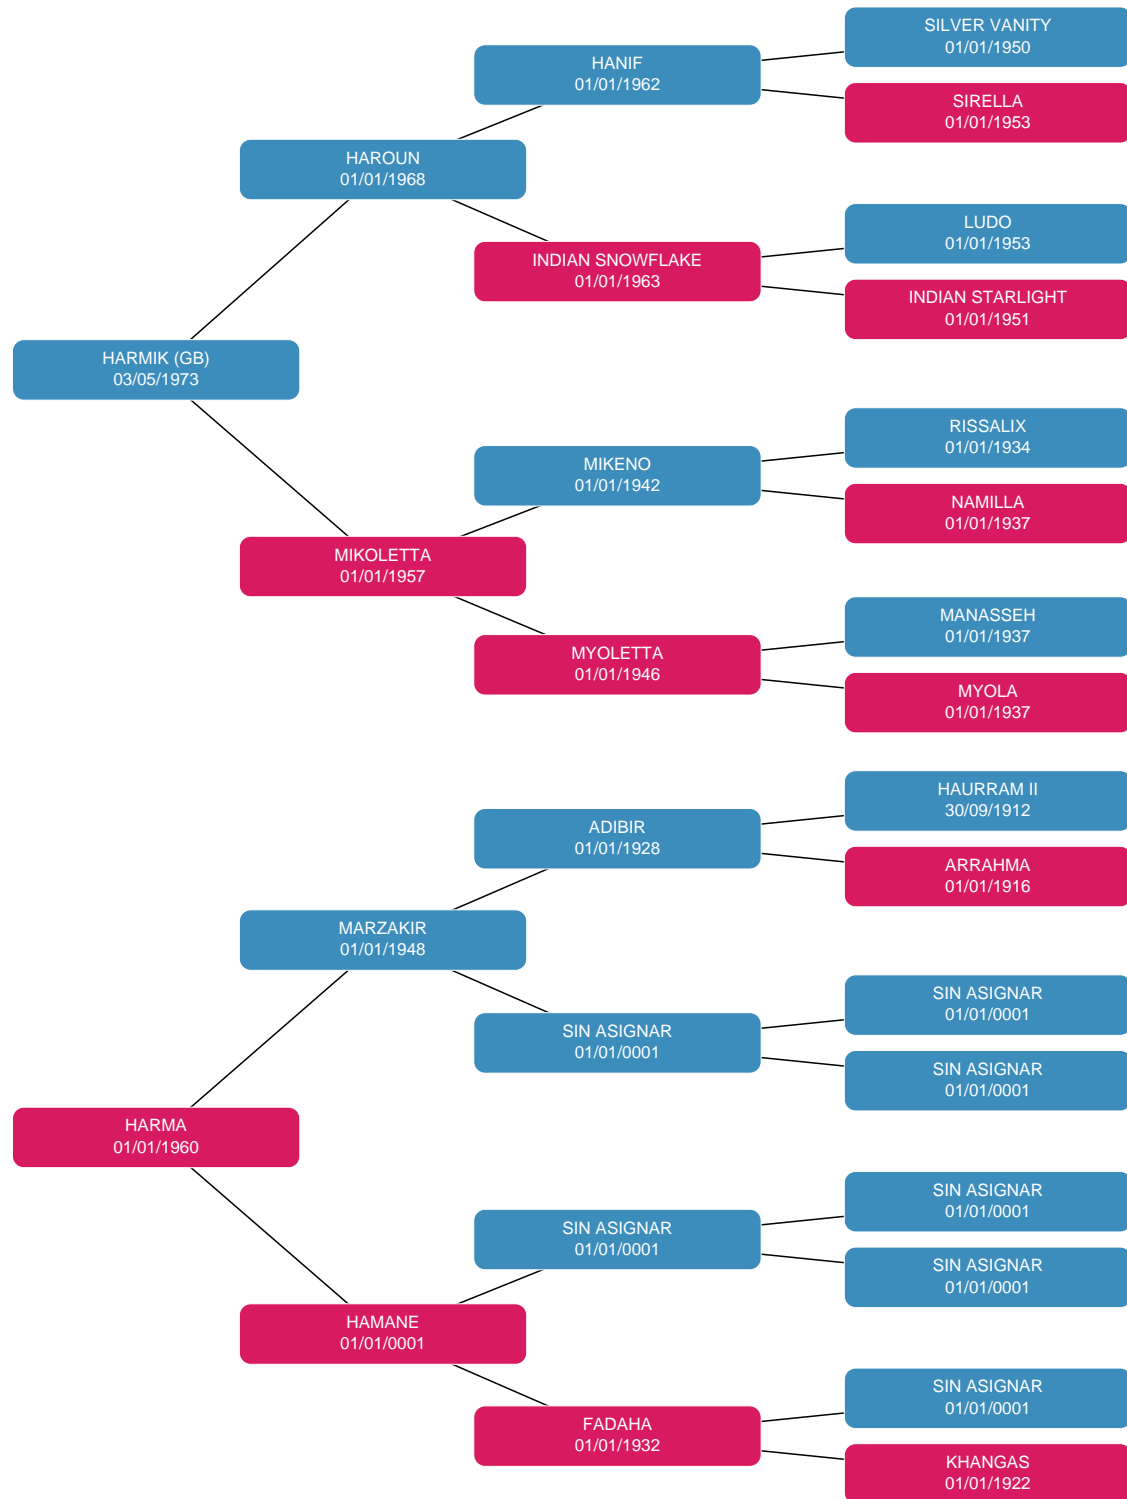 SILVER VANITY
01/01/1950
HANIF
01/01/1962
SIRELLA
01/01/1953
HAROUN
01/01/1968
LUDO
01/01/1953
INDIAN SNOWFLAKE
01/01/1963
INDIAN STARLIGHT
01/01/1951
HARMIK (GB)
03/05/1973
RISSALIX
01/01/1934
MIKENO
01/01/1942
NAMILLA
01/01/1937
MIKOLETTA
01/01/1957
MANASSEH
01/01/1937
MYOLETTA
01/01/1946
MYOLA
01/01/1937
HAURRAM II
30/09/1912
ADIBIR
01/01/1928
ARRAHMA
01/01/1916
MARZAKIR
01/01/1948
SIN ASIGNAR
01/01/0001
SIN ASIGNAR
01/01/0001
SIN ASIGNAR
01/01/0001
HARMA
01/01/1960
SIN ASIGNAR
01/01/0001
SIN ASIGNAR
01/01/0001
SIN ASIGNAR
01/01/0001
HAMANE
01/01/0001
SIN ASIGNAR
01/01/0001
FADAHA
01/01/1932
KHANGAS
01/01/1922